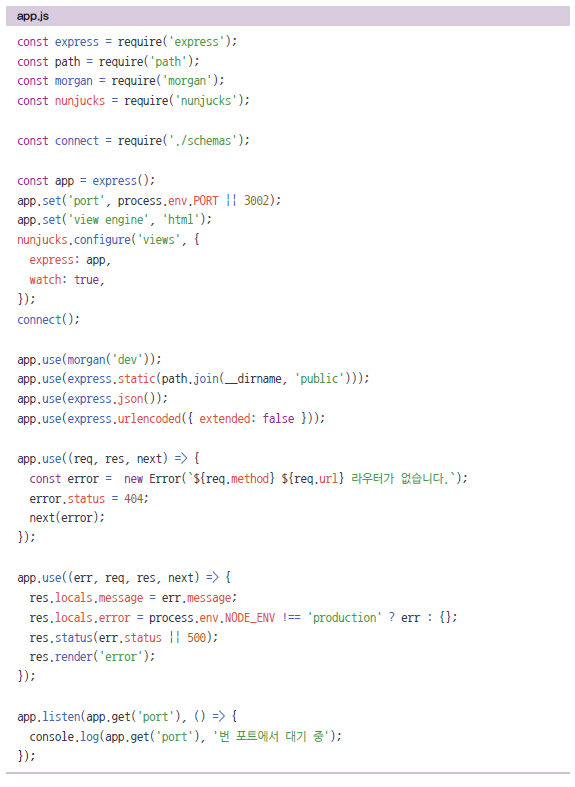 app.js
const express = require('express');
const path = require('path');
const morgan = require('morgan');
const nunjucks = require('nunjucks');
const connect = require('./schemas');
const app = express();
app.set('port', process.env.PORT || 3002);
app.set('view engine', 'html');
nunjucks.configure('views', {
  express: app,
  watch: true,
});
connect();
app.use(morgan('dev'));
app.use(express.static(path.join(__dirname, 'public')));
app.use(express.json());
app.use(express.urlencoded({ extended: false }));
app.use((req, res, next) => {
  const error =  new Error(`${req.method} ${req.url} 라우터가 없습니다.`);
  error.status = 404;
  next(error);
});
app.use((err, req, res, next) => {
  res.locals.message = err.message;
  res.locals.error = process.env.NODE_ENV !== 'production' ? err : {};
  res.status(err.status || 500);
  res.render('error');
});
app.listen(app.get('port'), () => {
  console.log(app.get('port'), '번 포트에서 대기 중');
});